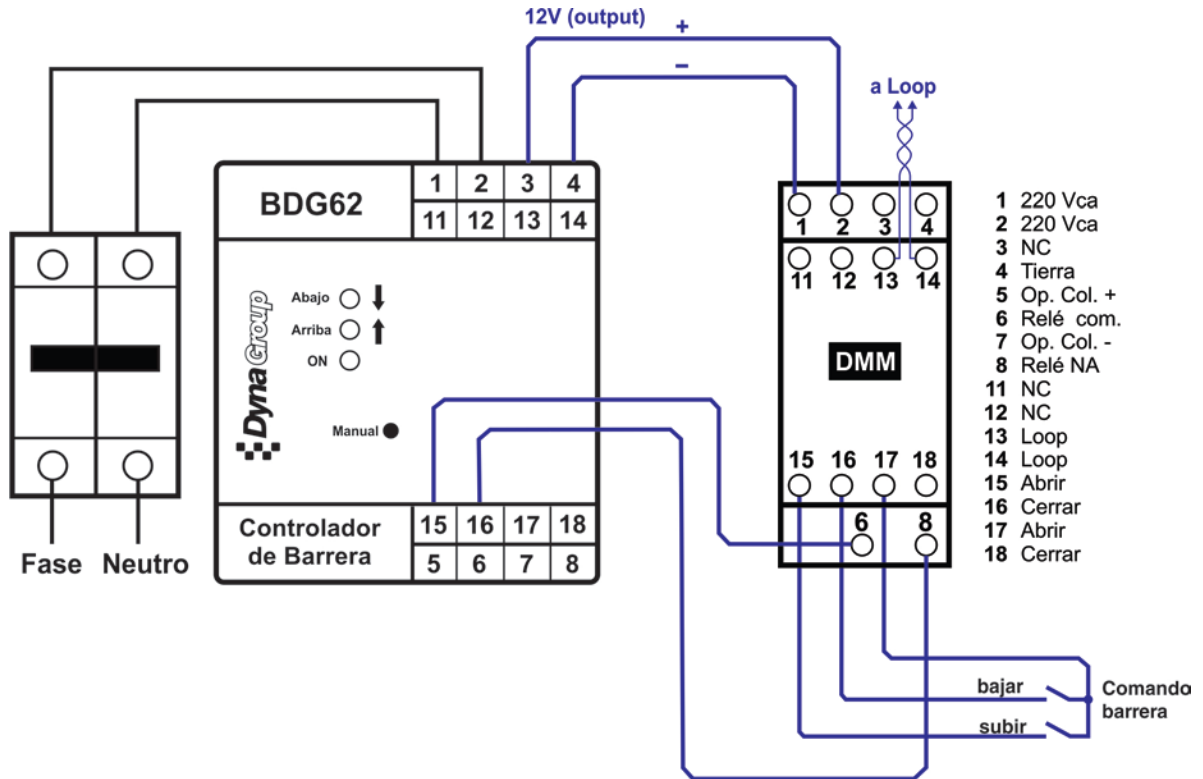 12V (output)
+
−
a Loop
BDG62
1 2 3 4
11 12 13 14
Abajo
Arriba
ON
DynaGroup
Manual
Controlador
de Barrera
15 16 17 18
5 6 7 8
Fase Neutro
1 2 3 4
11 12 13 14
DMM
15 16 17 18
6 8
1 220 Vca
2 220 Vca
3 NC
4 Tierra
5 Op. Col. +
6 Relé com.
7 Op. Col. -
8 Relé NA
11 NC
12 NC
13 Loop
14 Loop
15 Abrir
16 Cerrar
17 Abrir
18 Cerrar
bajar
subir
Comando
barrera